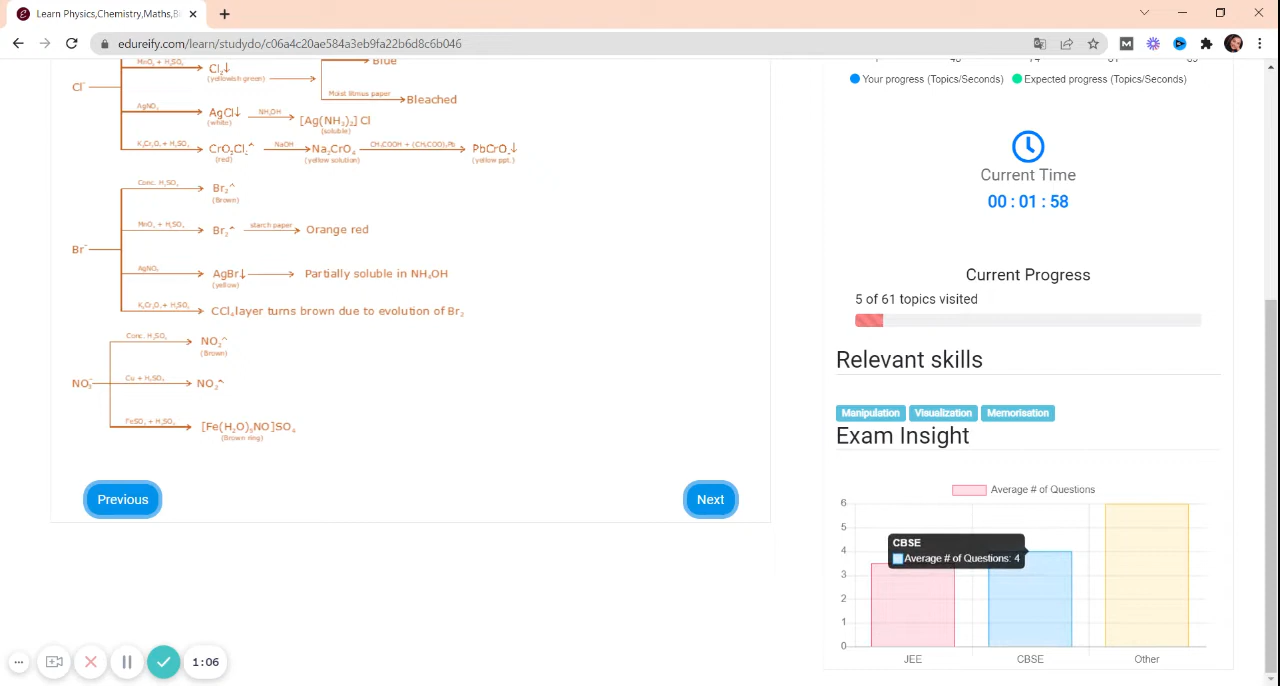 Learn Physics,Chemistry,Maths,B
edureify.com/learn/studydo/c06a4c20ae584a3eb9fa22b6d8c6b046
MnO₂ + H₂SO₄
Cl₂↓
(yellowish green)
Blue
Moist litmus paper
Bleached
Cl⁻
AgNO₃
AgCl↓
(white)
NH₄OH
[Ag(NH₃)₂] Cl
(soluble)
K₂Cr₂O₇ + H₂SO₄
CrO₂Cl₂^
(red)
NaOH
Na₂CrO₄
(yellow solution)
CH₃COOH + (CH₃COO)₂Pb
PbCrO₄↓
(yellow ppt.)
Br⁻
Conc. H₂SO₄
Br₂^
(Brown)
MnO₂ + H₂SO₄
Br₂^
starch paper
Orange red
AgNO₃
AgBr↓
(yellow)
Partially soluble in NH₄OH
K₂Cr₂O₇ + H₂SO₄
CCl₄ layer turns brown due to evolution of Br₂
NO₃⁻
Conc. H₂SO₄
NO₂^
(Brown)
Cu + H₂SO₄
NO₂^
FeSO₄ + H₂SO₄
[Fe(H₂O)₅NO]SO₄
(Brown ring)
Previous
Next
1:06
Your progress (Topics/Seconds)
Expected progress (Topics/Seconds)
Current Time
00 : 01 : 58
Current Progress
5 of 61 topics visited
Relevant skills
Manipulation
Visualization
Memorisation
Exam Insight
Average # of Questions
6
5
4
3
2
1
0
CBSE
Average # of Questions: 4
JEE
CBSE
Other